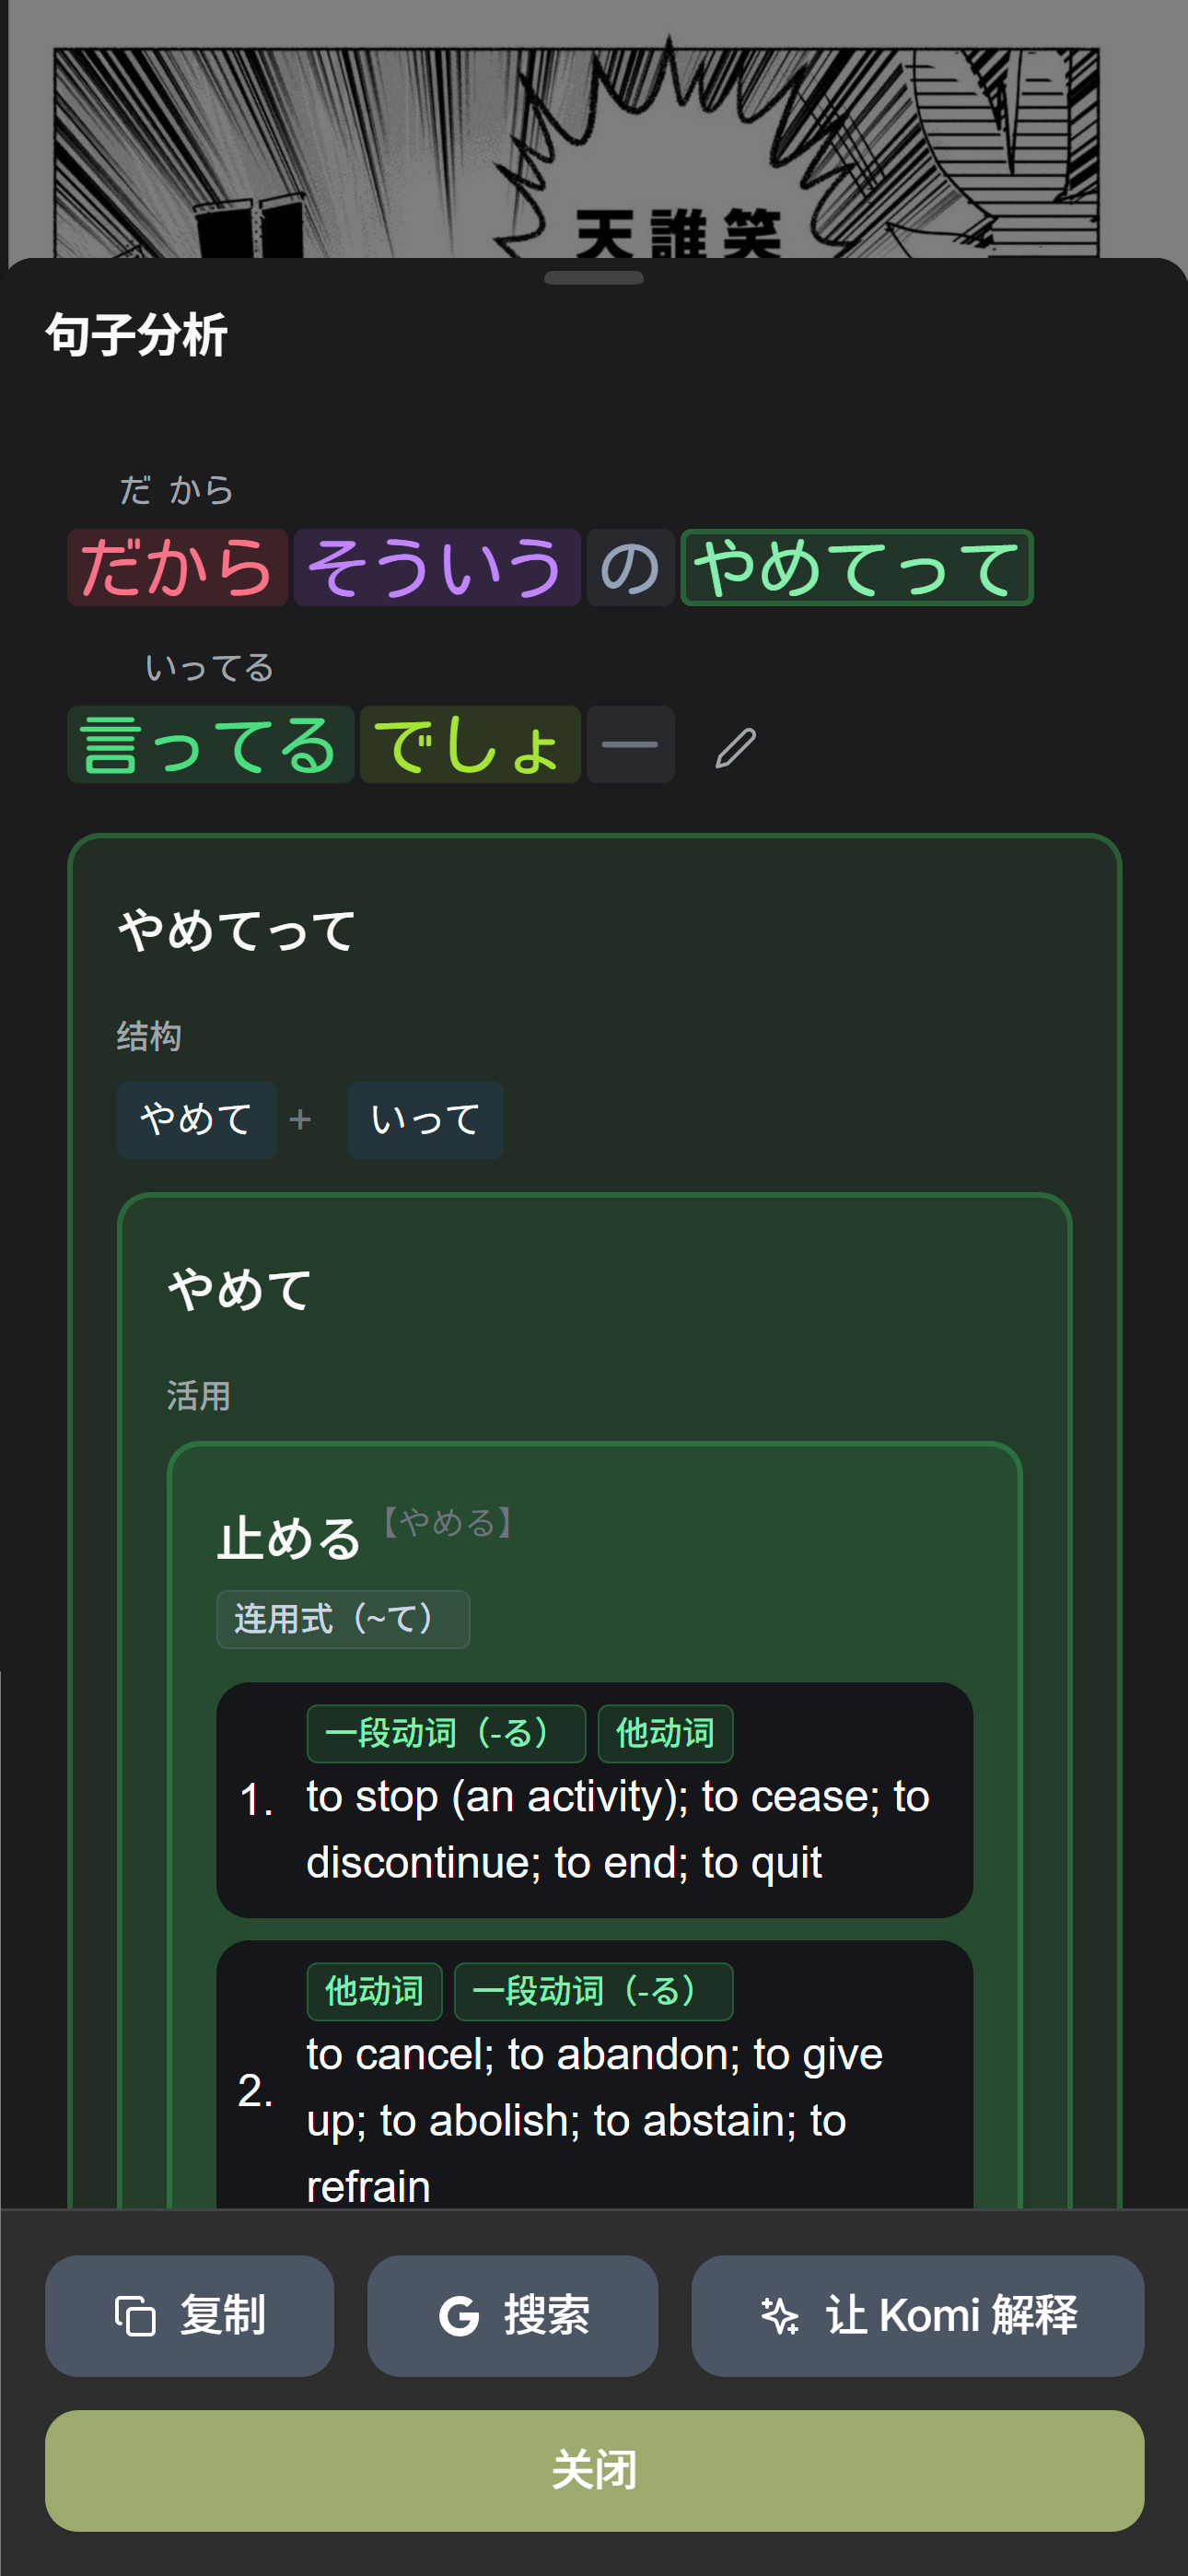 天誰笑
句子分析
だ から
だからそういうのやめてって
いってる
言ってるでしょー
やめてって
结构
やめて + いって
やめて
活用
止める【やめる】
连用式（~て）
一段动词（-る） 他动词
1. to stop (an activity); to cease; to
discontinue; to end; to quit
他动词 一段动词（-る）
2. to cancel; to abandon; to give
up; to abolish; to abstain; to
refrain
复制 搜索 让 Komi 解释
关闭